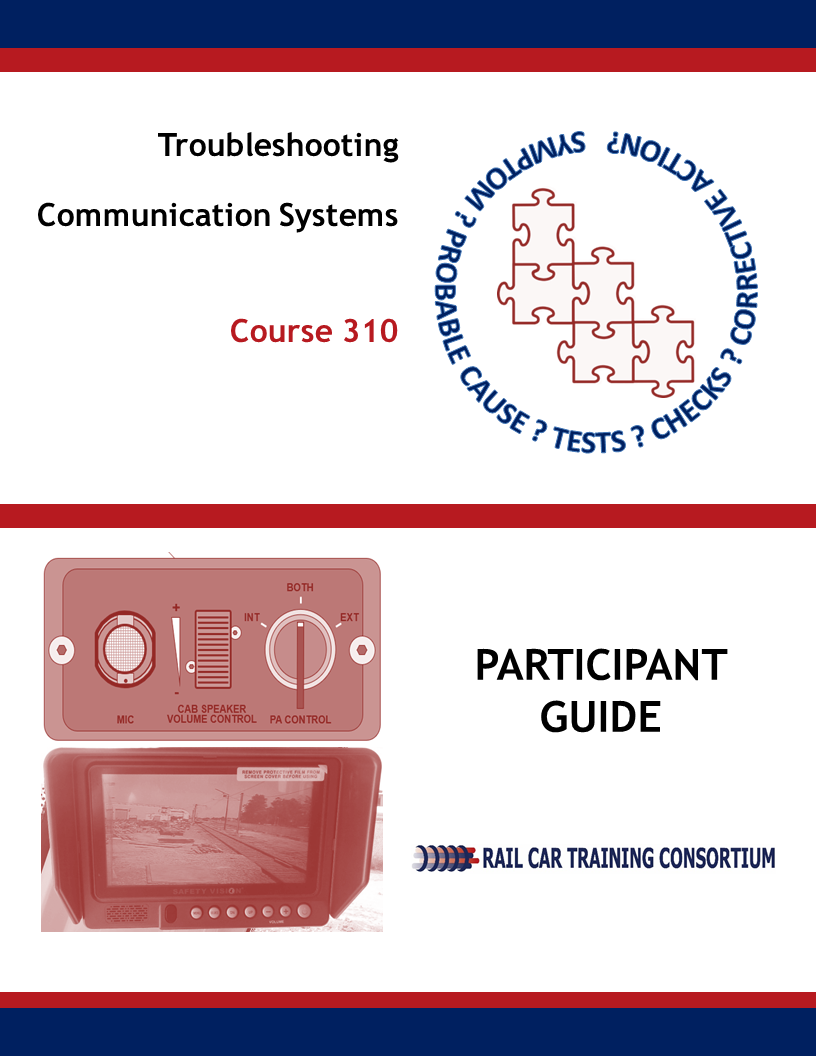 Troubleshooting
Communication Systems
Course 310
SYMPTOM ? PROBABLE CAUSE ? TESTS ? CHECKS ? CORRECTIVE ACTION?
BOTH
INT
EXT
+
-
MIC
CAB SPEAKER
VOLUME CONTROL
PA CONTROL
REMOVE PROTECTIVE FILM FROM
SCREEN COVER BEFORE USING
SAFETY VISION
VOLUME
PARTICIPANT
GUIDE
RAIL CAR TRAINING CONSORTIUM